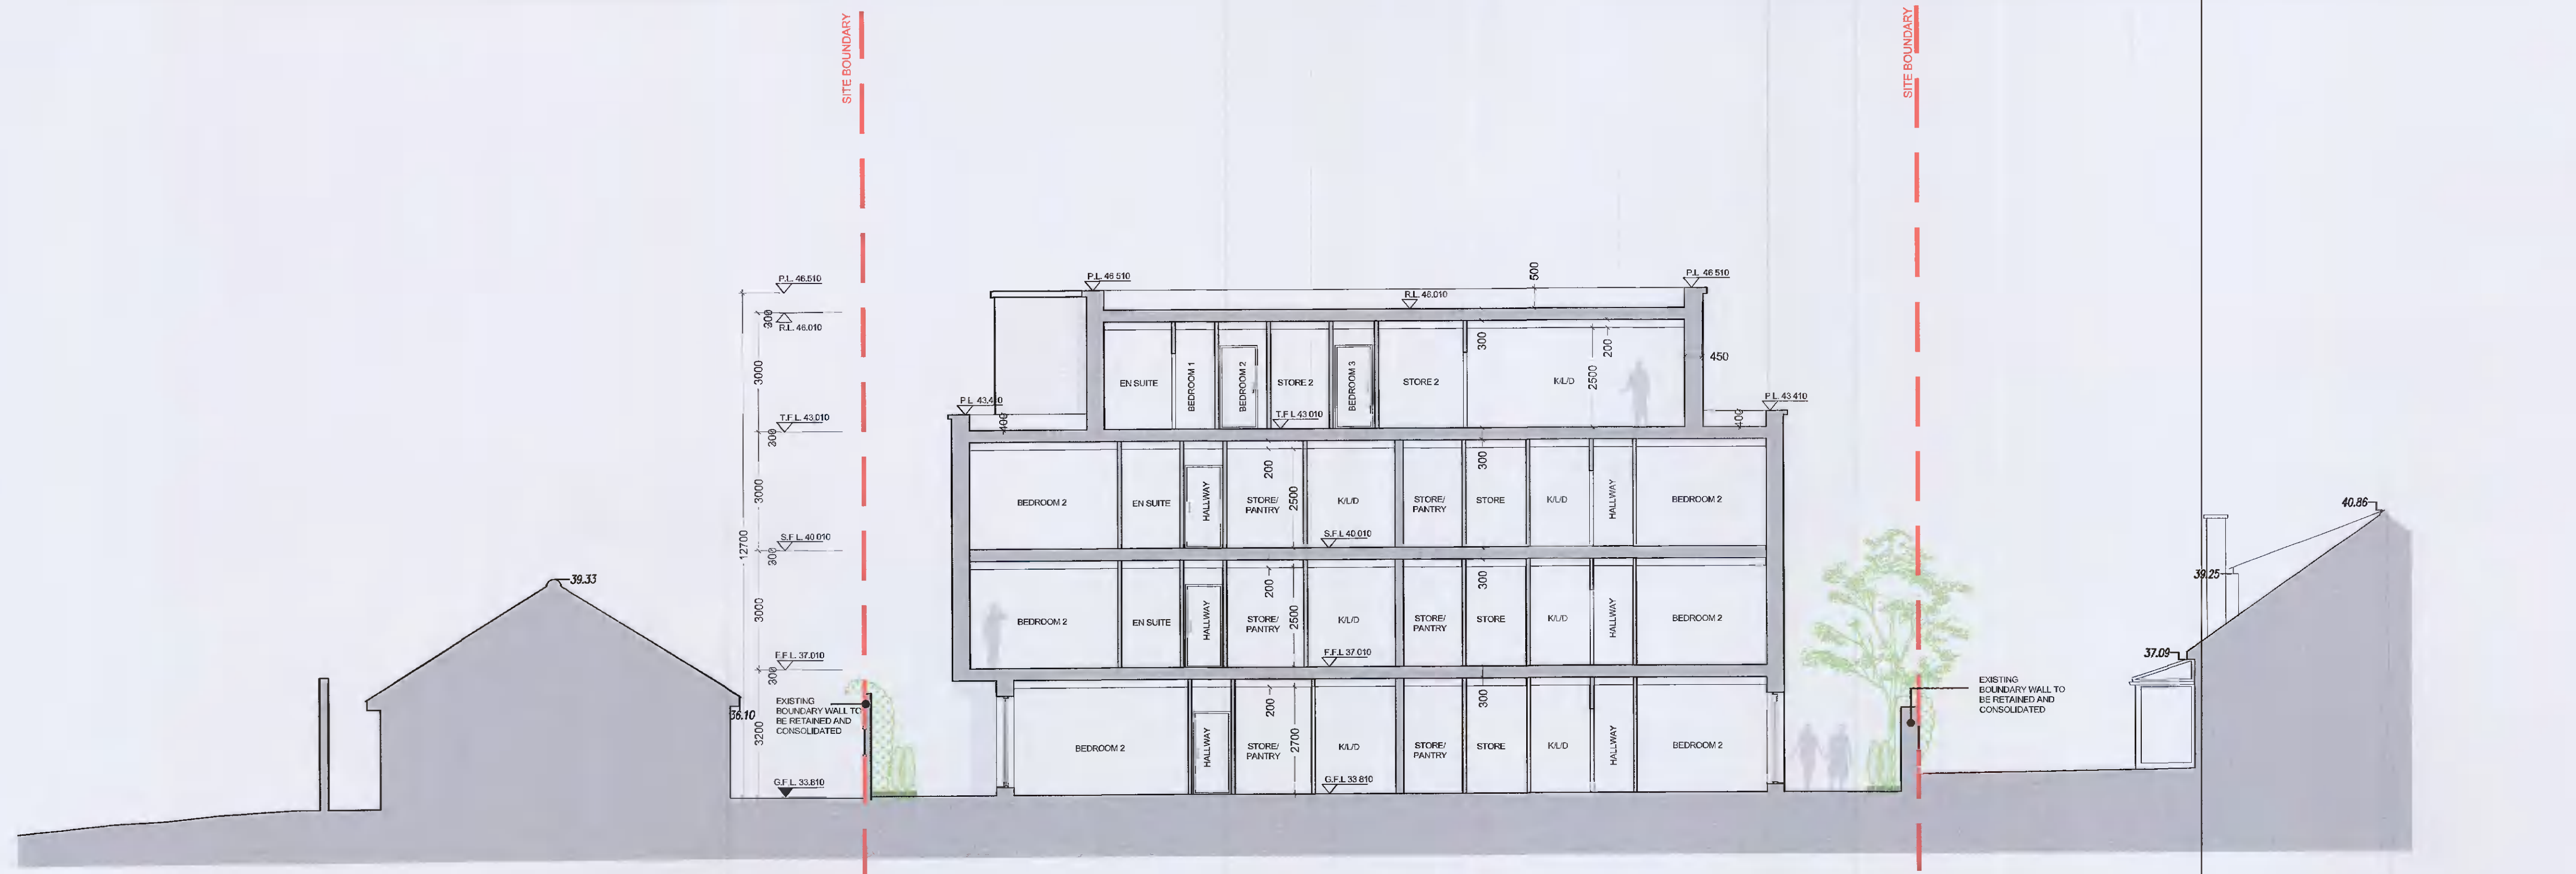 SITE BOUNDARY
SITE BOUNDARY
P.L. 46.510
300
R.L. 46.010
3000
T.F.L. 43.010
300
3000
12700
S.F.L. 40.010
300
3000
F.F.L. 37.010
300
3200
G.F.L. 33.810
39.33
36.10
EXISTING
BOUNDARY WALL TO
BE RETAINED AND
CONSOLIDATED
P.L. 46 510
R.L. 46.010
500
P.L. 46 510
EN SUITE
BEDROOM 1
BEDROOM 2
STORE 2
BEDROOM 3
STORE 2
300
K/L/D
2500
200
450
P.L. 43.410
400
T.F.L 43 010
400
P.L. 43 410
BEDROOM 2
EN SUITE
HALLWAY
STORE/
PANTRY
200
2500
K/L/D
STORE/
PANTRY
300
STORE
K/L/D
HALLWAY
BEDROOM 2
S.F.L 40 010
BEDROOM 2
EN SUITE
HALLWAY
STORE/
PANTRY
200
2500
K/L/D
STORE/
PANTRY
300
STORE
K/L/D
HALLWAY
BEDROOM 2
F.F.L 37.010
BEDROOM 2
HALLWAY
STORE/
PANTRY
200
2700
K/L/D
STORE/
PANTRY
300
STORE
K/L/D
HALLWAY
BEDROOM 2
G.F.L 33 810
EXISTING
BOUNDARY WALL TO
BE RETAINED AND
CONSOLIDATED
40.86
39.25
37.09